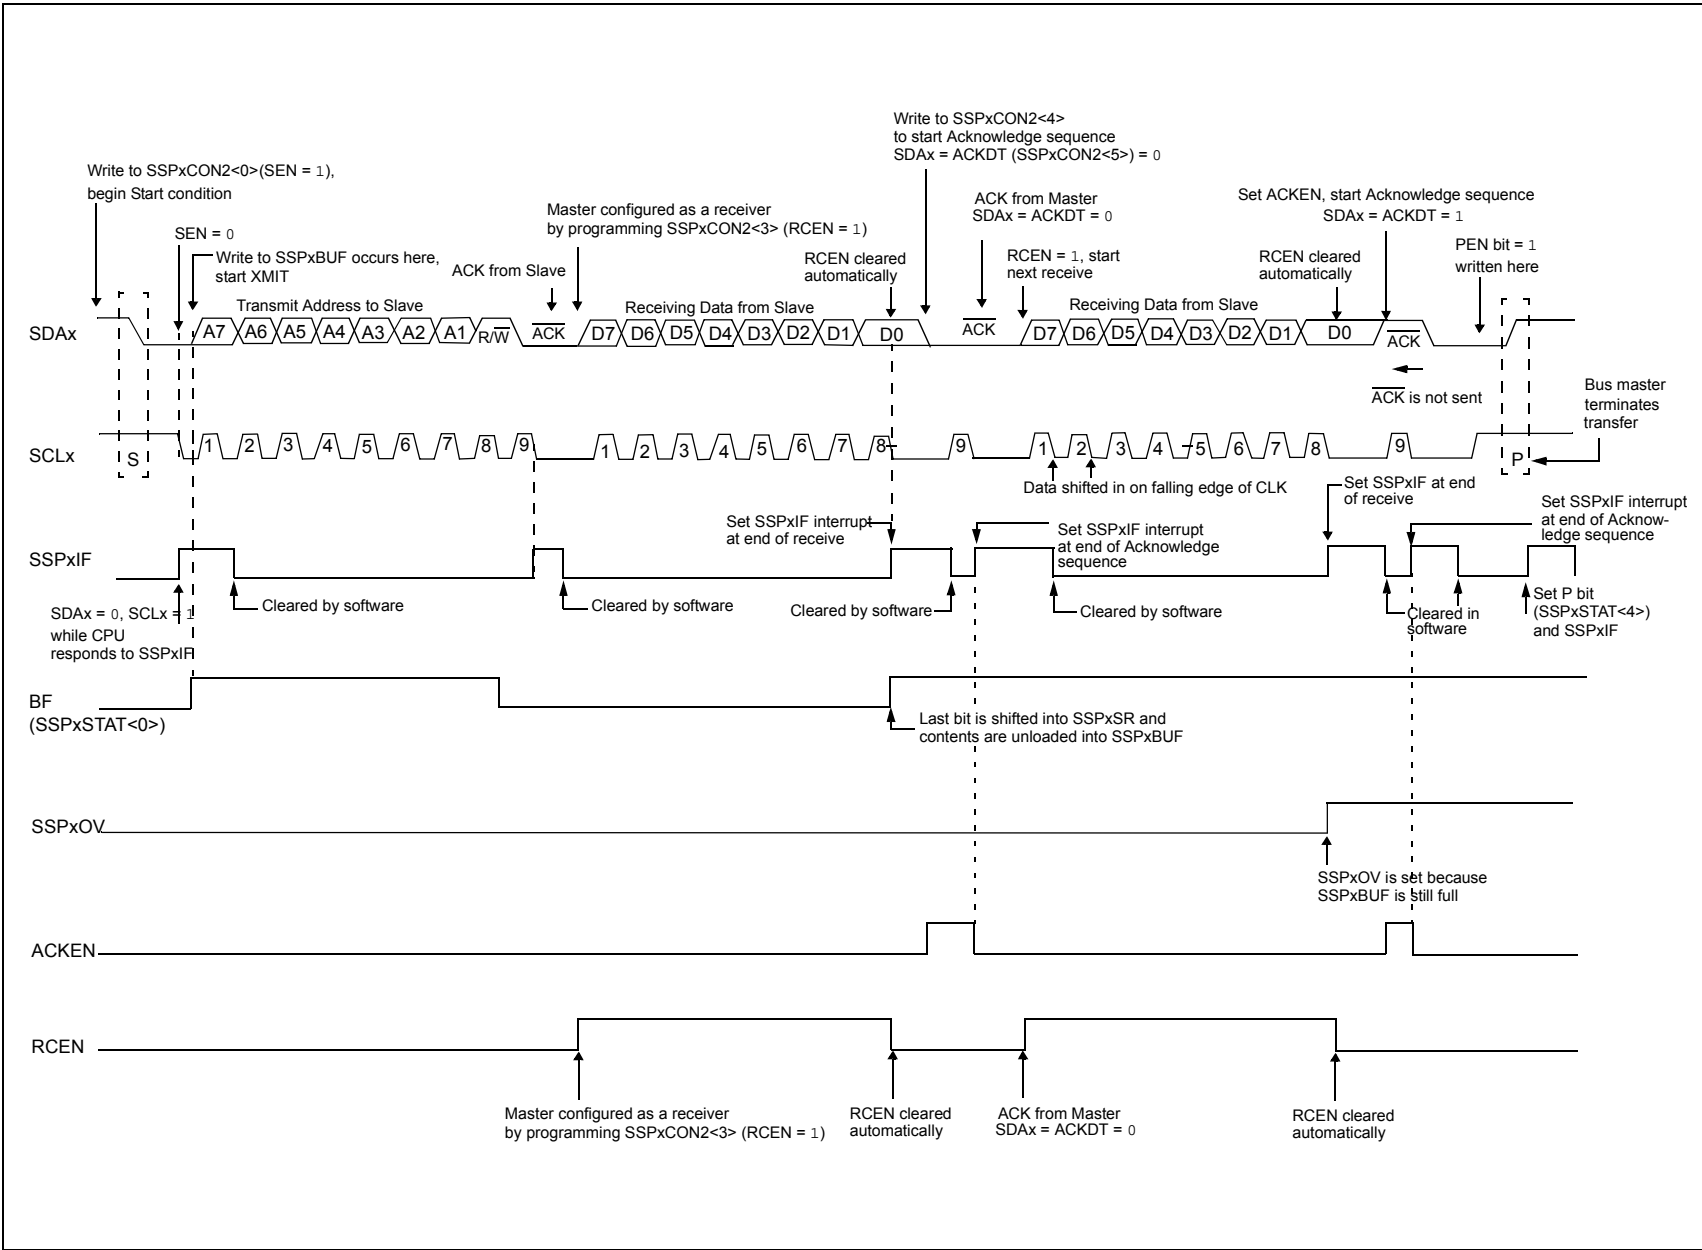 Write to SSPxCON2<4>
to start Acknowledge sequence
SDAx = ACKDT (SSPxCON2<5>) = 0
Write to SSPxCON2<0>(SEN = 1),
begin Start condition
ACK from Master
SDAx = ACKDT = 0
Set ACKEN, start Acknowledge sequence
SDAx = ACKDT = 1
Master configured as a receiver
by programming SSPxCON2<3> (RCEN = 1)
SEN = 0
PEN bit = 1
written here
Write to SSPxBUF occurs here,
start XMIT
ACK from Slave
RCEN cleared
automatically
RCEN = 1, start
next receive
RCEN cleared
automatically
Transmit Address to Slave
Receiving Data from Slave
Receiving Data from Slave
SDAx
A7 A6 A5 A4 A3 A2 A1 R/W ACK D7 D6 D5 D4 D3 D2 D1 D0 ACK D7 D6 D5 D4 D3 D2 D1 D0 ACK
ACK is not sent
Bus master
terminates
transfer
SCLx
S 1 2 3 4 5 6 7 8 9 1 2 3 4 5 6 7 8 9 1 2 3 4 5 6 7 8 9 P
Data shifted in on falling edge of CLK
Set SSPxIF at end
of receive
Set SSPxIF interrupt
at end of Acknow-
ledge sequence
Set SSPxIF interrupt
at end of receive
Set SSPxIF interrupt
at end of Acknowledge
sequence
SSPxIF
Cleared by software
Cleared by software
Cleared by software
Cleared by software
Cleared in
software
Set P bit
(SSPxSTAT<4>)
and SSPxIF
SDAx = 0, SCLx = 1
while CPU
responds to SSPxIF
BF
(SSPxSTAT<0>)
Last bit is shifted into SSPxSR and
contents are unloaded into SSPxBUF
SSPxOV
SSPxOV is set because
SSPxBUF is still full
ACKEN
RCEN
Master configured as a receiver
by programming SSPxCON2<3> (RCEN = 1)
RCEN cleared
automatically
ACK from Master
SDAx = ACKDT = 0
RCEN cleared
automatically